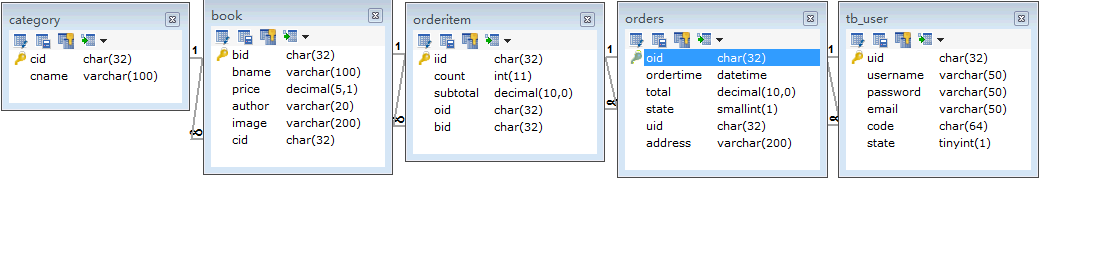 category
cid char(32)
cname varchar(100)
1
8
book
bid char(32)
bname varchar(100)
price decimal(5,1)
author varchar(20)
image varchar(200)
cid char(32)
1
8
orderitem
iid char(32)
count int(11)
subtotal decimal(10,0)
oid char(32)
bid char(32)
1
8
orders
oid char(32)
ordertime datetime
total decimal(10,0)
state smallint(1)
uid char(32)
address varchar(200)
1
8
tb_user
uid char(32)
username varchar(50)
password varchar(50)
email varchar(50)
code char(64)
state tinyint(1)